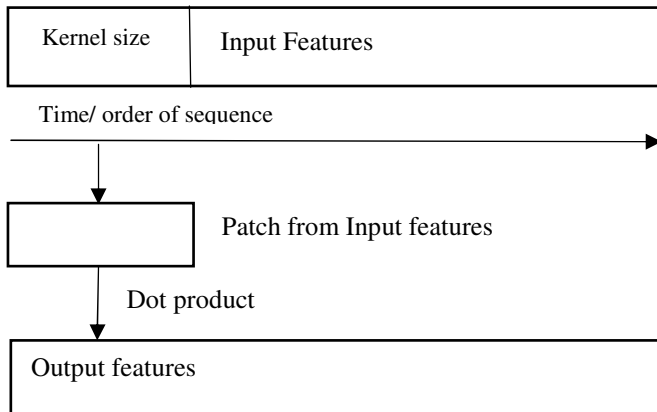 Kernel size
Input Features
Time/ order of sequence
Patch from Input features
Dot product
Output features